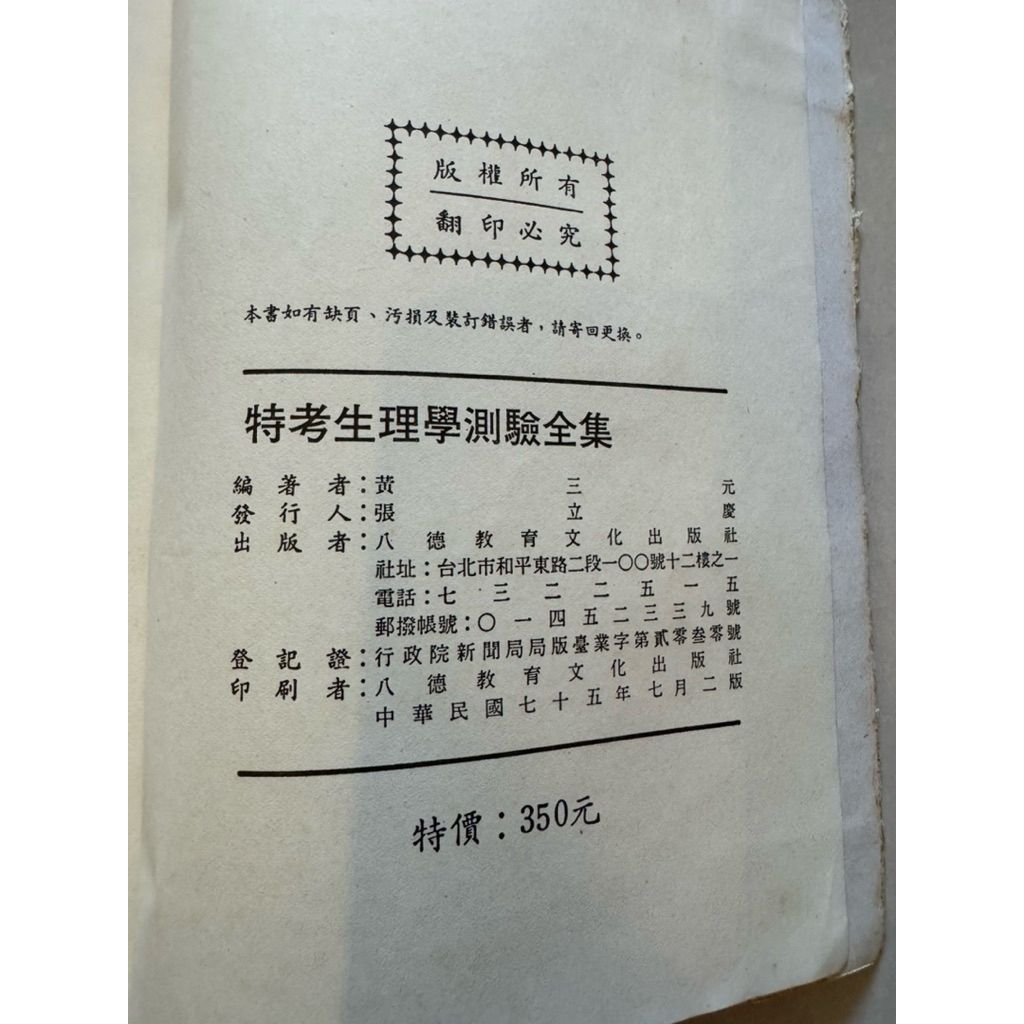 版權所有
翻印必究
本書如有缺頁、汚損及裝訂錯誤者，請寄回更換。
特考生理學測驗全集
編著者：黃三元
發行人：張立慶
出版者：八德教育文化出版社
社址：台北市和平東路二段一〇〇號十二樓之一
電話：七三二二五一五
郵撥帳號：〇一四五二三三九號
登記證：行政院新聞局局版臺業字第貳零叁零號
印刷者：八德教育文化出版社
中華民國七十五年七月二版
特價：350元